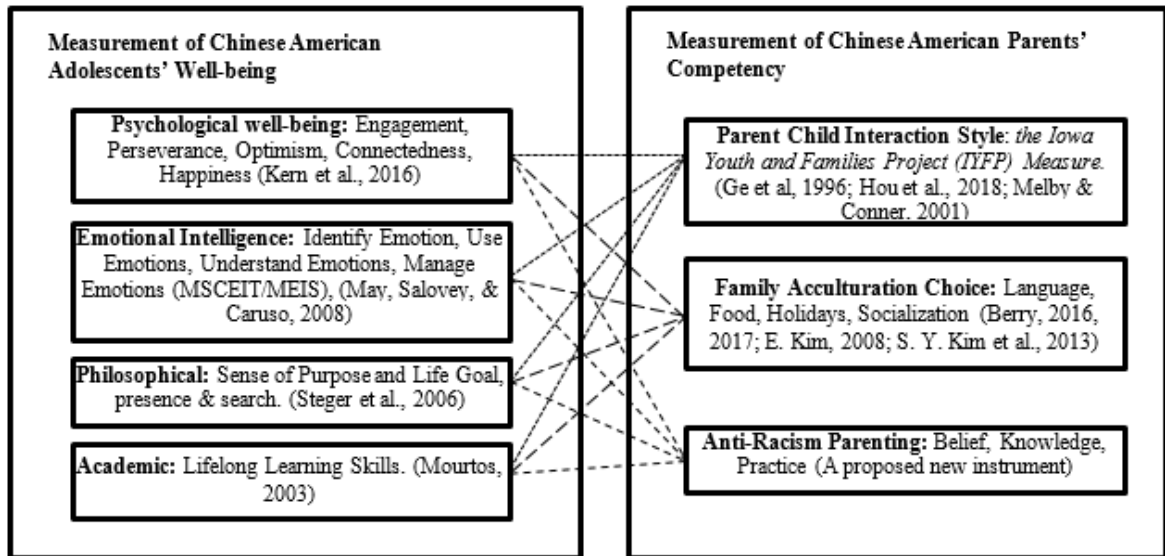 Measurement of Chinese American
Adolescents' Well-being
Psychological well-being: Engagement,
Perseverance, Optimism, Connectedness,
Happiness (Kern et al., 2016)
Emotional Intelligence: Identify Emotion, Use
Emotions, Understand Emotions, Manage
Emotions (MSCEIT/MEIS), (May, Salovey, &
Caruso, 2008)
Philosophical: Sense of Purpose and Life Goal,
presence & search. (Steger et al., 2006)
Academic: Lifelong Learning Skills. (Mourtos,
2003)
Measurement of Chinese American Parents'
Competency
Parent Child Interaction Style: the Iowa
Youth and Families Project (IYFP) Measure.
(Ge et al, 1996; Hou et al., 2018; Melby &
Conner. 2001)
Family Acculturation Choice: Language,
Food, Holidays, Socialization (Berry, 2016,
2017; E. Kim, 2008; S. Y. Kim et al., 2013)
Anti-Racism Parenting: Belief, Knowledge,
Practice (A proposed new instrument)